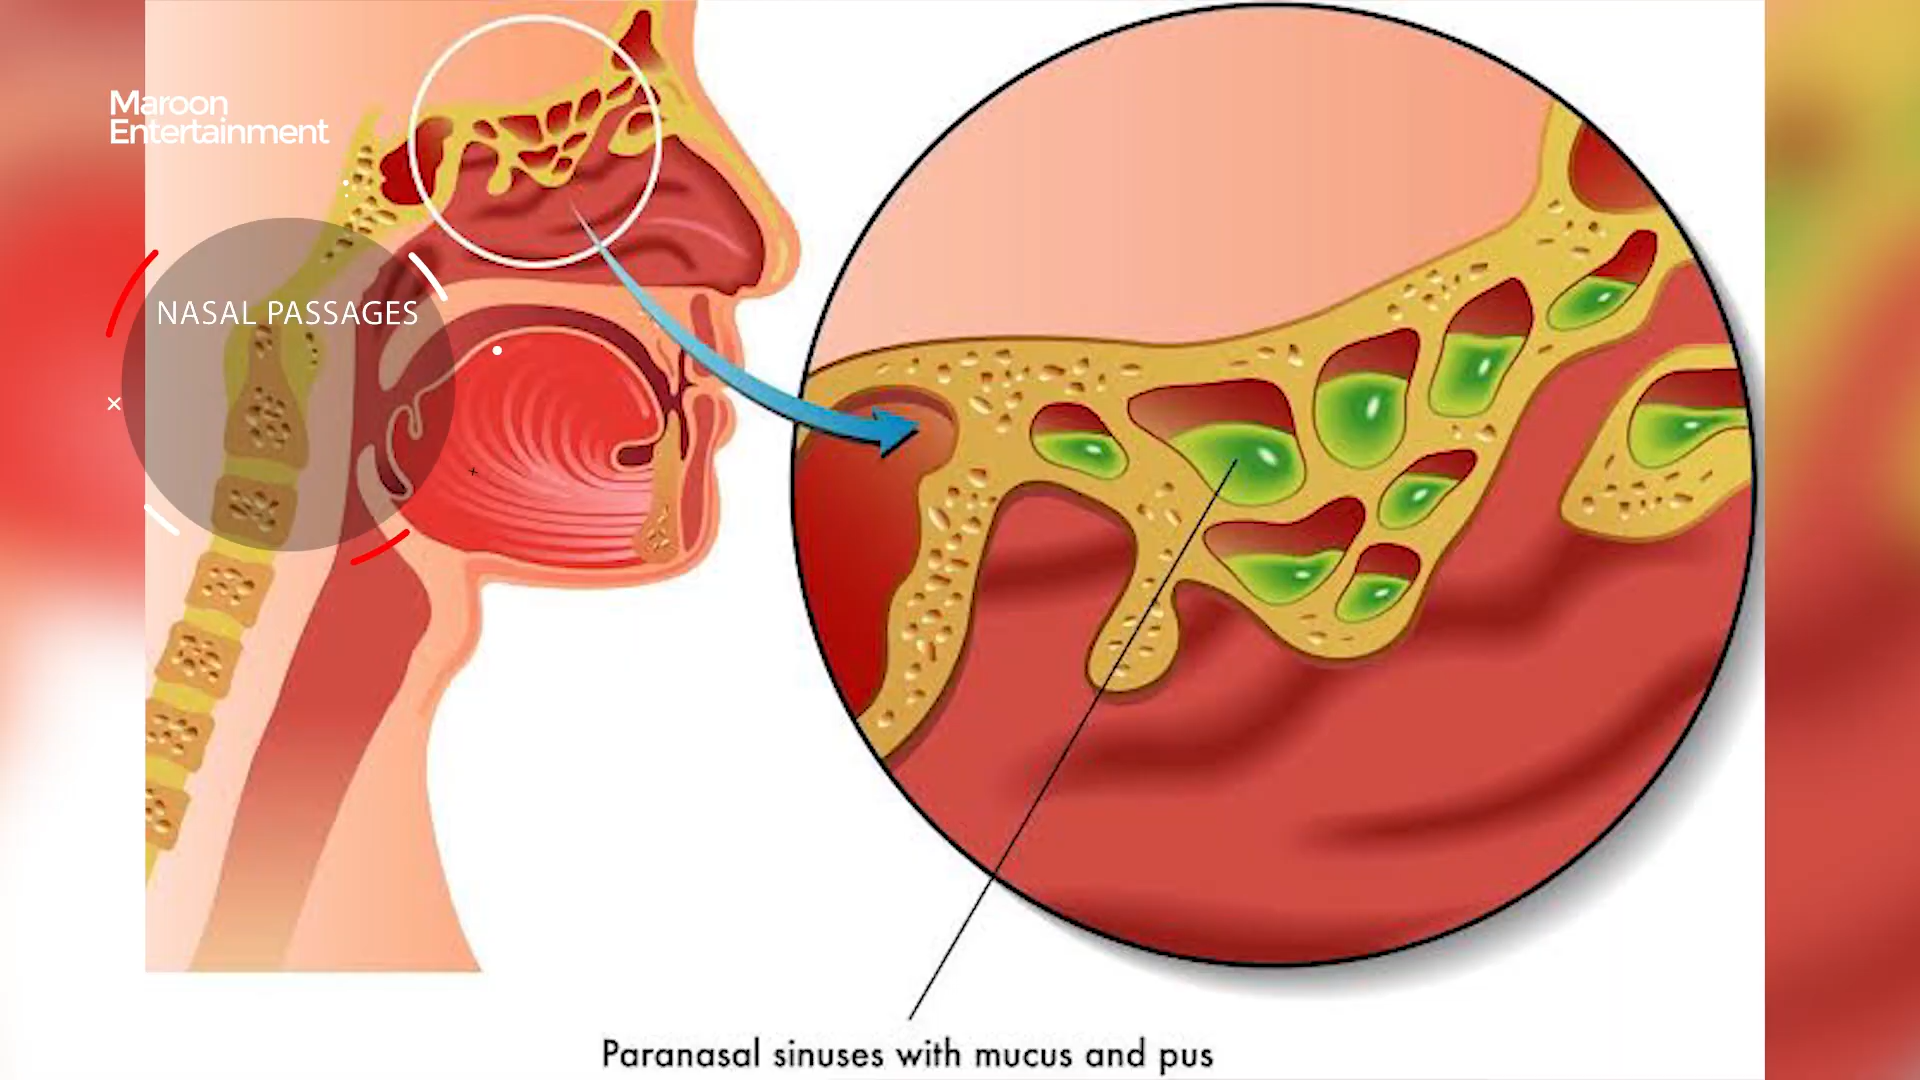 Maroon
Entertainment
NASAL PASSAGES
Paranasal sinuses with mucus and pus